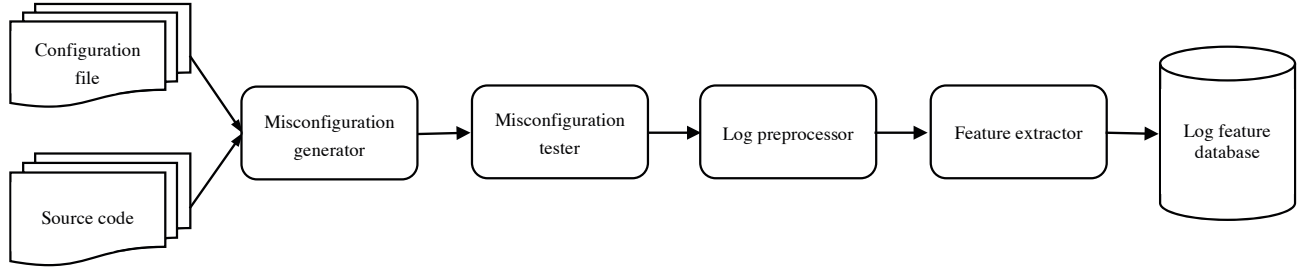 Configuration
file
Source code
Misconfiguration
generator
Misconfiguration
tester
Log preprocessor
Feature extractor
Log feature
database